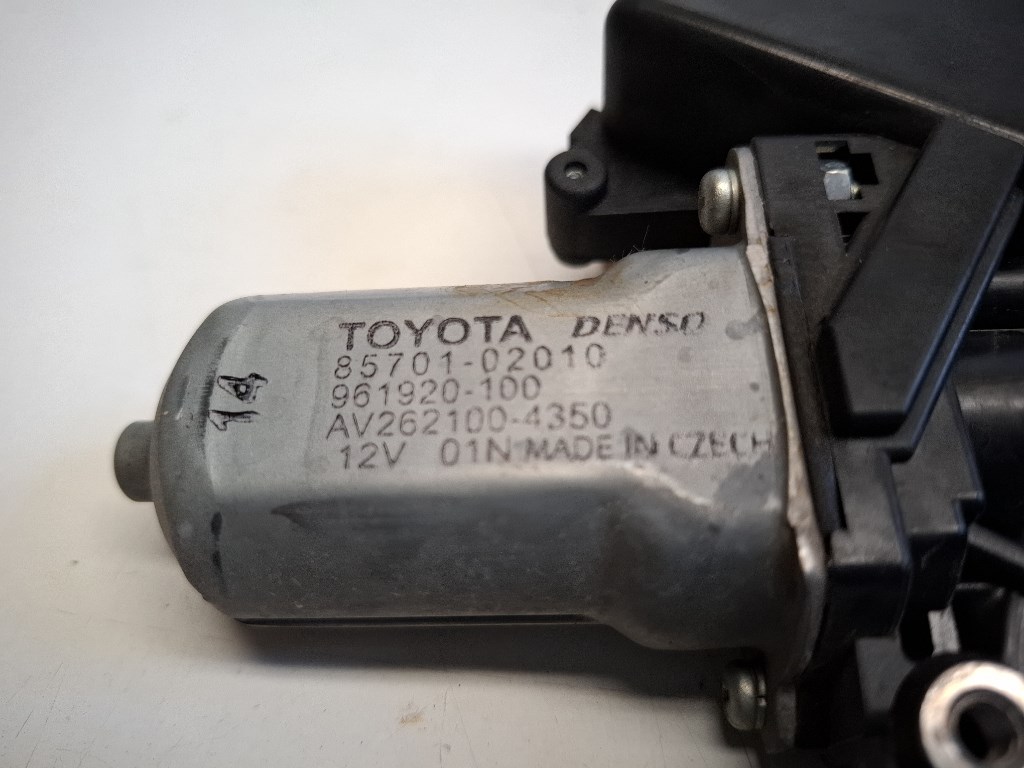 TOYOTA DENSO
85701-02010
961920-100
AV262100-4350
12V 01N MADE IN CZECH
14